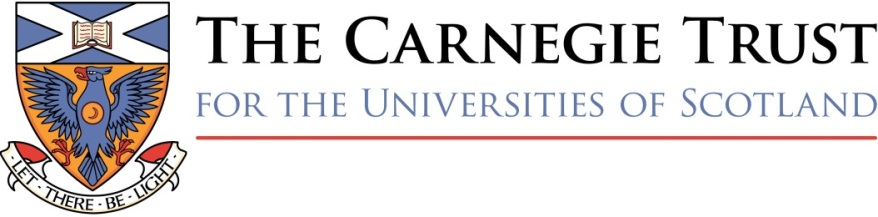 THE CARNEGIE TRUST
FOR THE UNIVERSITIES OF SCOTLAND
LET - THERE - BE - LIGHT -